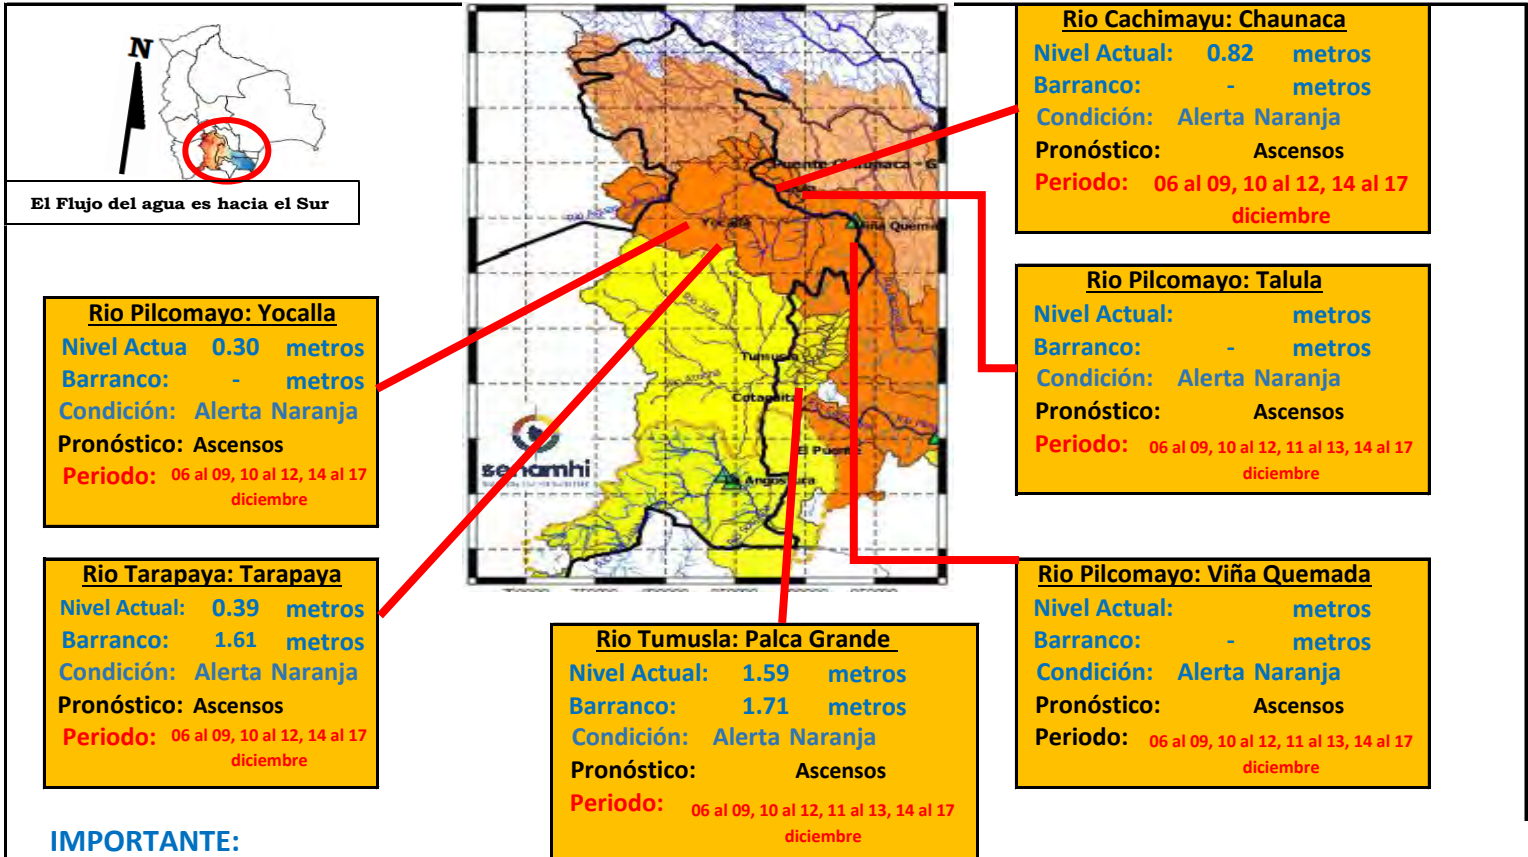 N
El Flujo del agua es hacia el Sur
Rio Pilcomayo: Yocalla
Nivel Actua 0.30 metros
Barranco: - metros
Condición: Alerta Naranja
Pronóstico: Ascensos
Periodo: 06 al 09, 10 al 12, 14 al 17
diciembre
Rio Tarapaya: Tarapaya
Nivel Actual: 0.39 metros
Barranco: 1.61 metros
Condición: Alerta Naranja
Pronóstico: Ascensos
Periodo: 06 al 09, 10 al 12, 14 al 17
diciembre
IMPORTANTE:
Puente Chaunaca - G
Yocalla
Viña Quema
Tumusla
Cotagaita
El Puente
Angostura
senamhi
Rio Tumusla: Palca Grande
Nivel Actual: 1.59 metros
Barranco: 1.71 metros
Condición: Alerta Naranja
Pronóstico: Ascensos
Periodo: 06 al 09, 10 al 12, 11 al 13, 14 al 17
diciembre
Rio Cachimayu: Chaunaca
Nivel Actual: 0.82 metros
Barranco: - metros
Condición: Alerta Naranja
Pronóstico: Ascensos
Periodo: 06 al 09, 10 al 12, 14 al 17
diciembre
Rio Pilcomayo: Talula
Nivel Actual: metros
Barranco: - metros
Condición: Alerta Naranja
Pronóstico: Ascensos
Periodo: 06 al 09, 10 al 12, 11 al 13, 14 al 17
diciembre
Rio Pilcomayo: Viña Quemada
Nivel Actual: metros
Barranco: - metros
Condición: Alerta Naranja
Pronóstico: Ascensos
Periodo: 06 al 09, 10 al 12, 11 al 13, 14 al 17
diciembre